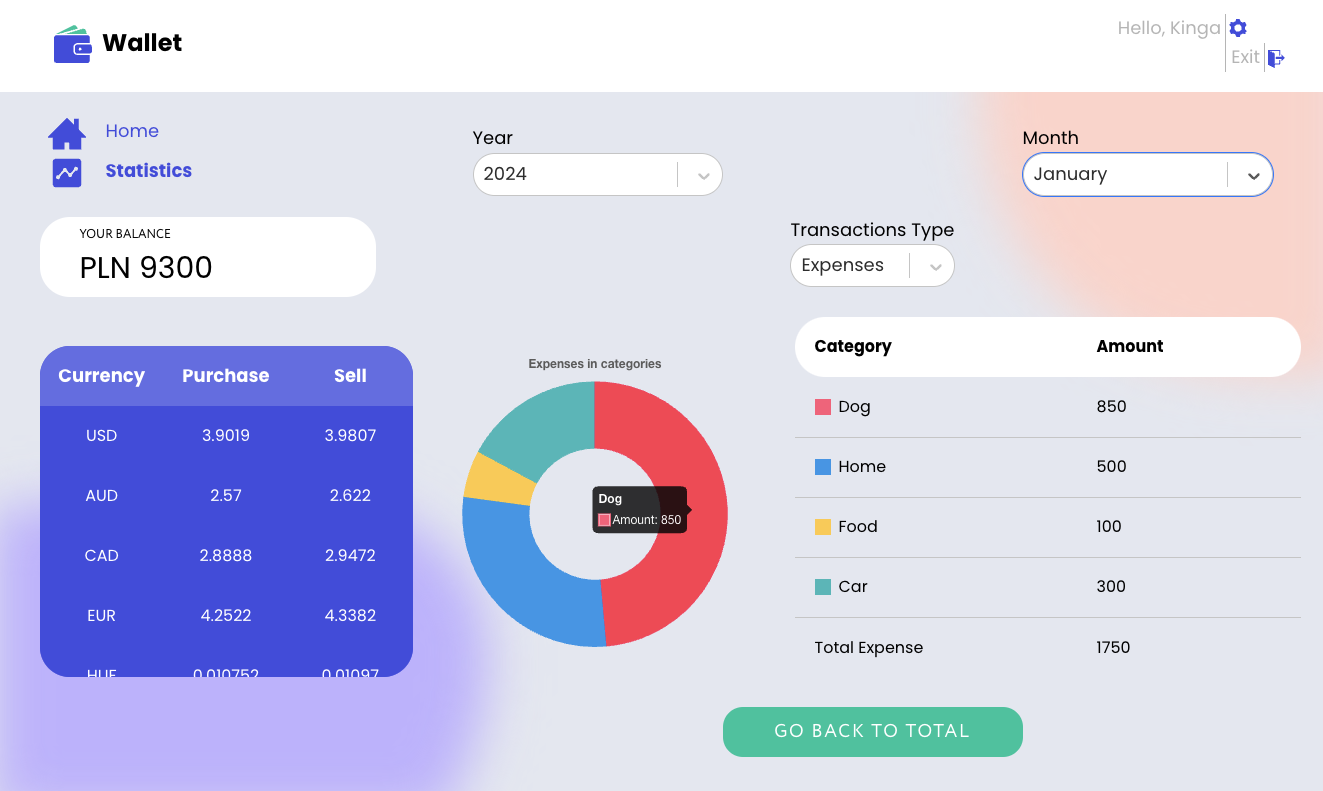 Wallet
Hello, Kinga
Exit
Home
Statistics
YOUR BALANCE
PLN 9300
Year
2024
Month
January
Transactions Type
Expenses
Currency Purchase Sell
USD 3.9019 3.9807
AUD 2.57 2.622
CAD 2.8888 2.9472
EUR 4.2522 4.3382
HUF 0.010752 0.01097
Expenses in categories
Dog
Amount: 850
Category Amount
Dog 850
Home 500
Food 100
Car 300
Total Expense 1750
GO BACK TO TOTAL